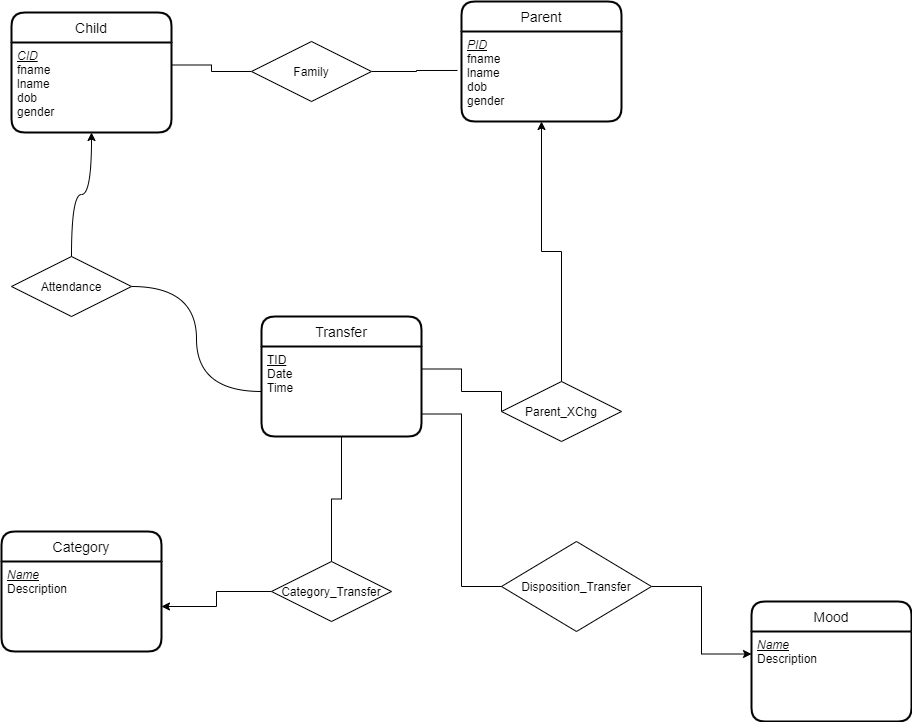 Child
CID
fname
lname
dob
gender
Family
Parent
PID
fname
lname
dob
gender
Attendance
Transfer
TID
Date
Time
Parent_XChg
Category
Name
Description
Category_Transfer
Disposition_Transfer
Mood
Name
Description